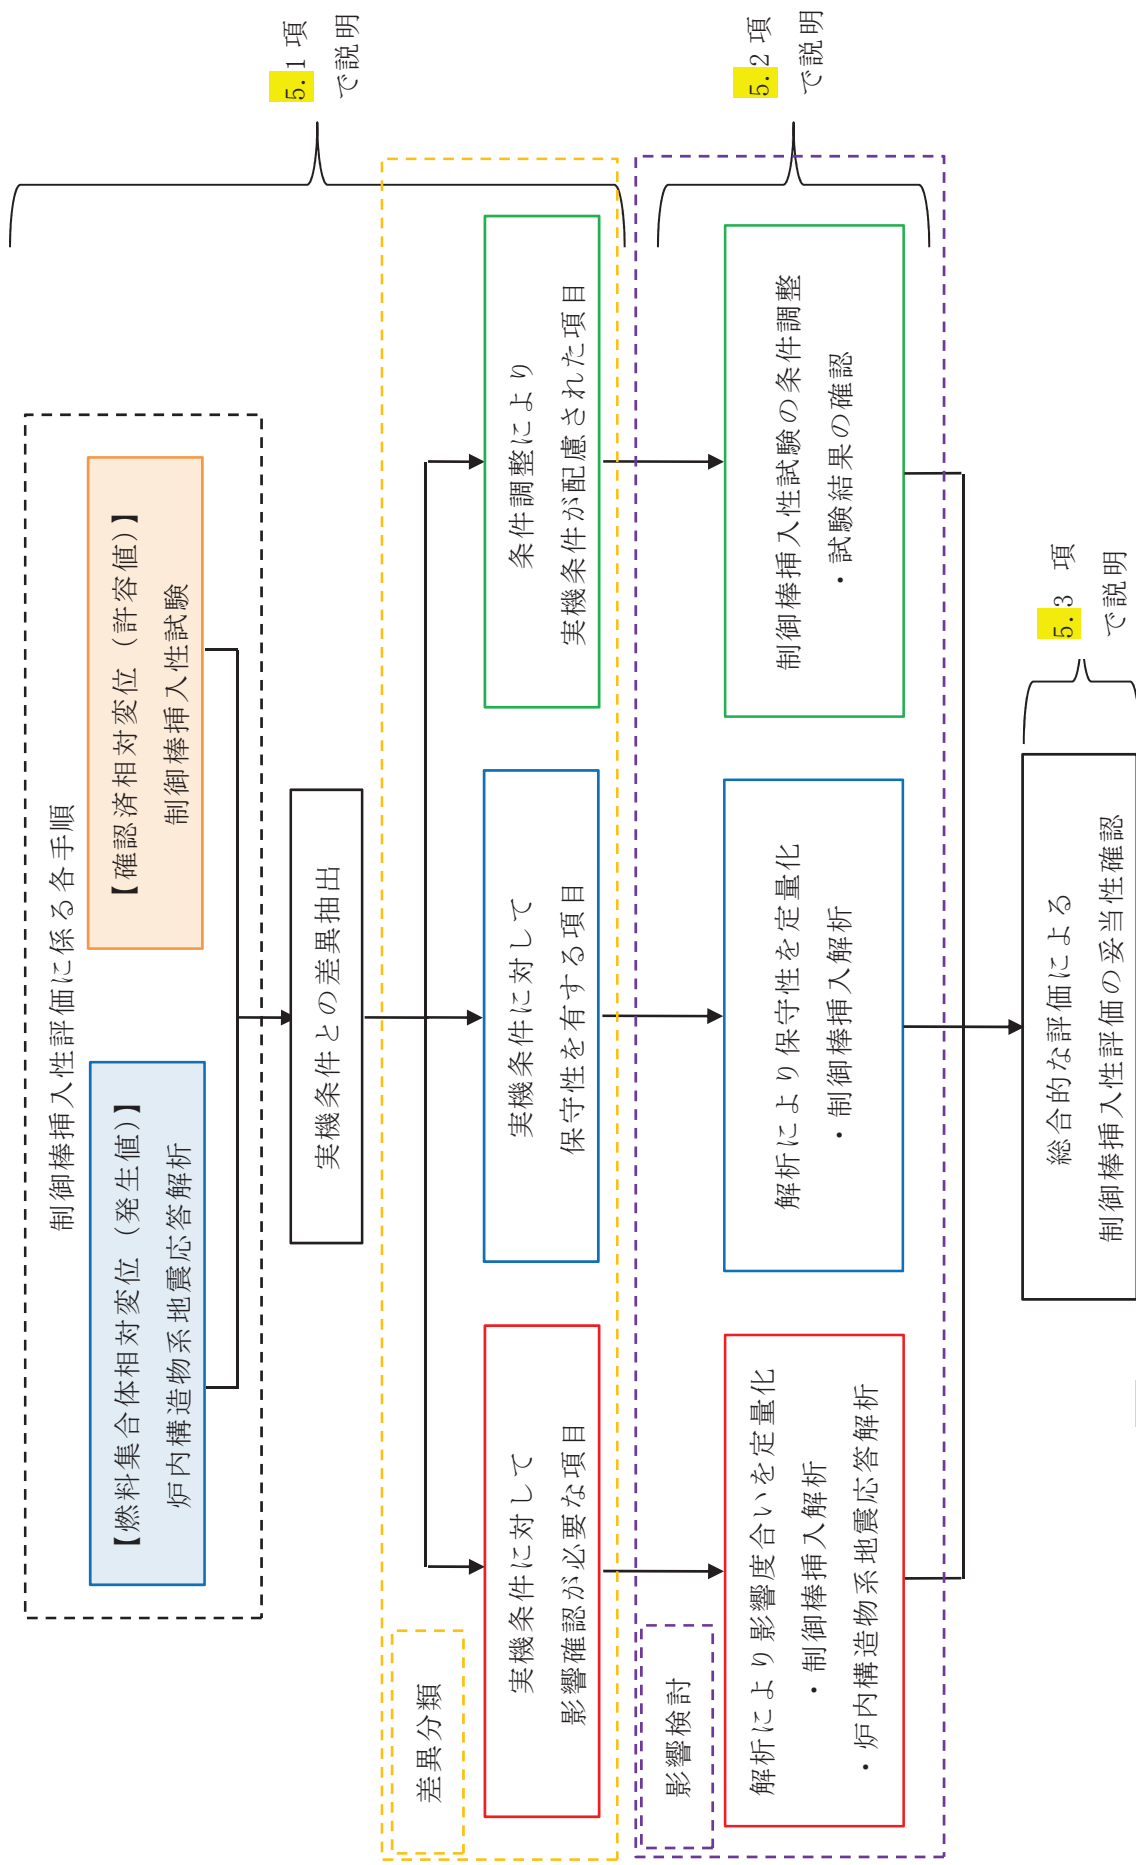 制御棒挿入性評価に係る各手順
【燃料集合体相対変位（発生値）】
炉内構造物系地震応答解析
【確認済相対変位（許容値）】
制御棒挿入性試験
実機条件との差異抽出
5.1 項
で説明
差異分類
実機条件に対して
影響確認が必要な項目
実機条件に対して
保守性を有する項目
条件調整により
実機条件が配慮された項目
影響検討
解析により影響度合いを定量化
・制御棒挿入解析
・炉内構造物系地震応答解析
解析により保守性を定量化
・制御棒挿入解析
制御棒挿入性試験の条件調整
・試験結果の確認
5.2 項
で説明
総合的な評価による
制御棒挿入性評価の妥当性確認
5.3 項
で説明